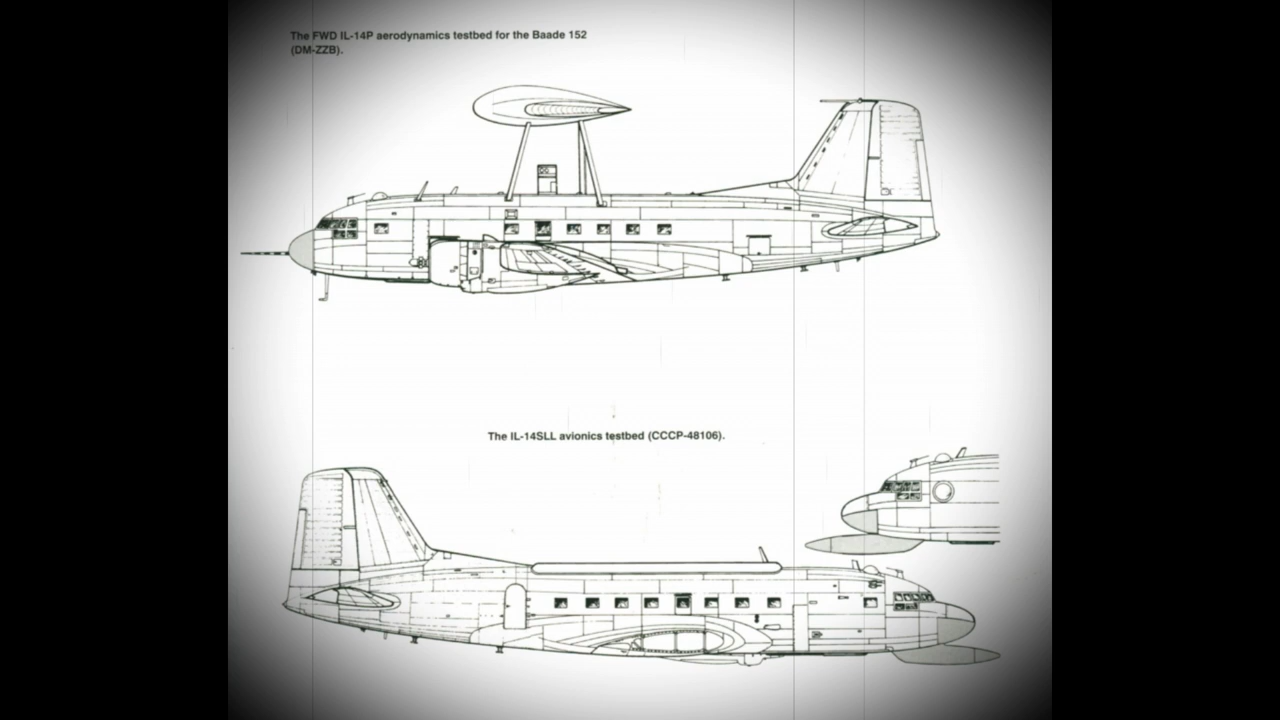 The FWD IL-14P aerodynamics testbed for the Baade 152
(DM-ZZB).
The IL-14SLL avionics testbed (CCCP-48106).